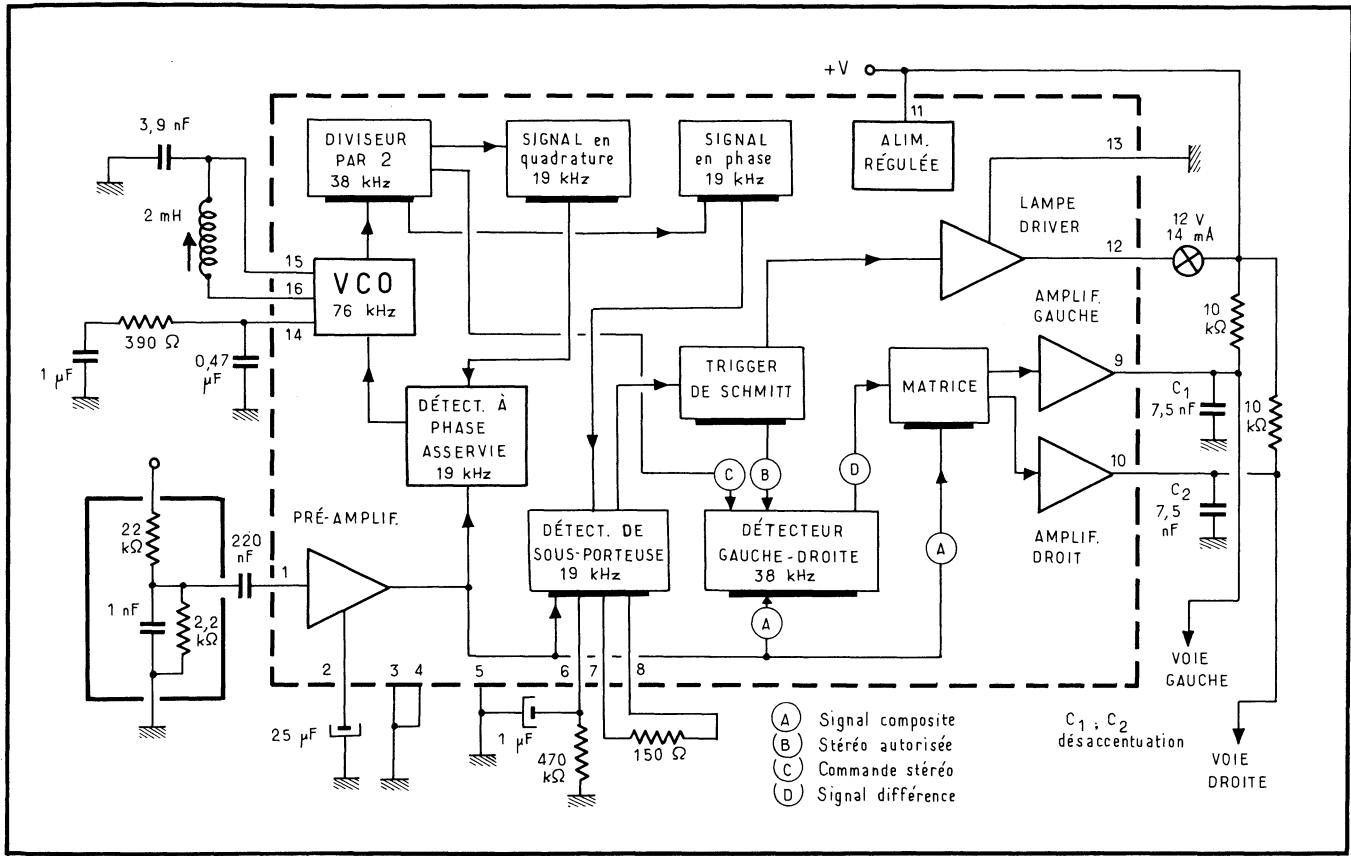 +V
11
3,9 nF
DIVISEUR
PAR 2
38 kHz
SIGNAL en
quadrature
19 kHz
SIGNAL
en phase
19 kHz
ALIM.
RÉGULÉE
13
2 mH
LAMPE
DRIVER
12 V
14 mA
12
15
16
14
VCO
76 kHz
390 Ω
1 µF
0,47
µF
AMPLIF.
GAUCHE
10
kΩ
9
TRIGGER
DE SCHMITT
MATRICE
DÉTECT. À
PHASE
ASSERVIE
19 kHz
C1
7,5 nF
10
kΩ
10
C
B
D
C2
7,5
nF
PRÉ-AMPLIF.
22
kΩ
220
nF
1
DÉTECT. DE
SOUS-PORTEUSE
19 kHz
DÉTECTEUR
GAUCHE-DROITE
38 kHz
AMPLIF.
DROIT
A
1 nF
2,2
kΩ
A
2
3
4
5
6
7
8
VOIE
GAUCHE
25 µF
1
µF
470
kΩ
150 Ω
A Signal composite
B Stéréo autorisée
C Commande stéréo
D Signal différence
C1 ; C2
désaccentuation
VOIE
DROITE